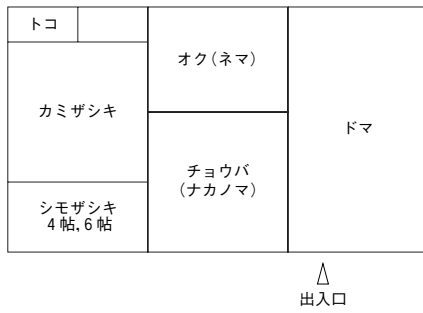 トコ
カミザシキ
シモザシキ
4帖,6帖
オク(ネマ)
チョウバ
(ナカノマ)
ドマ
出入口